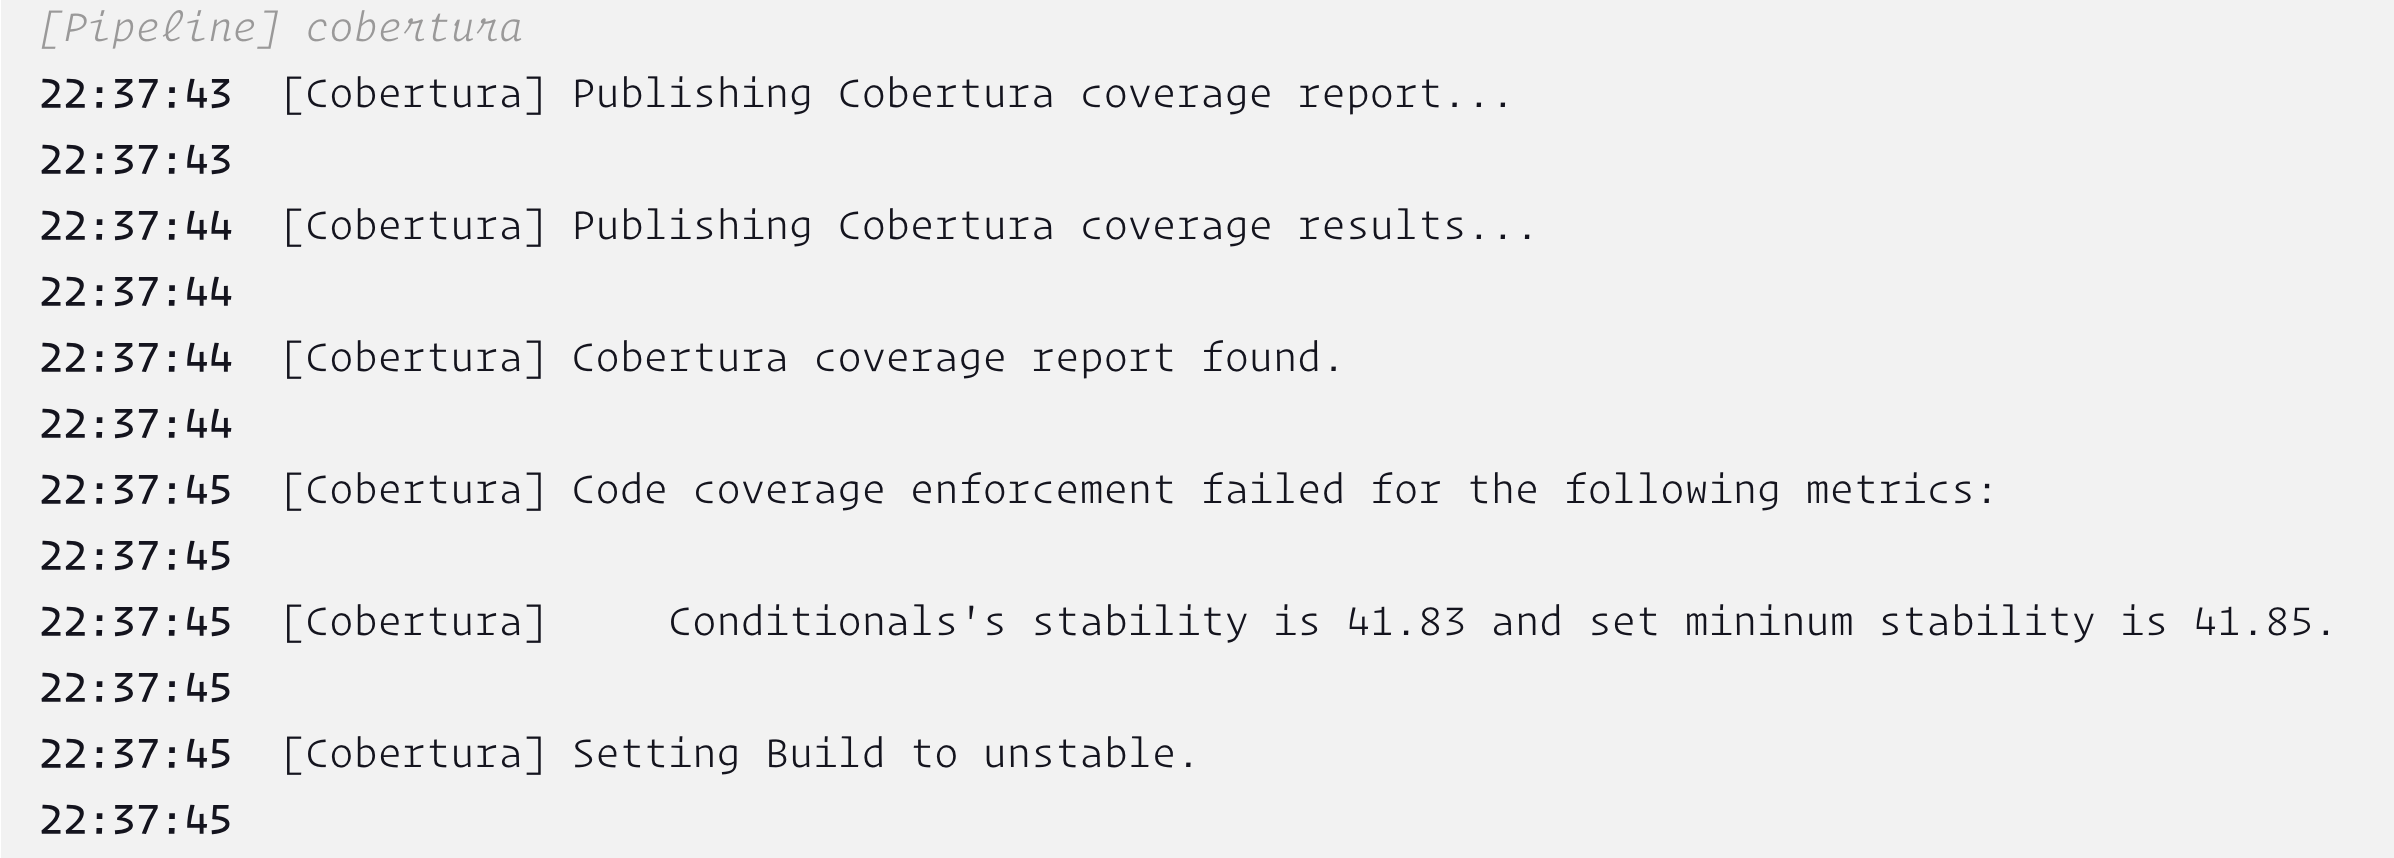 [Pipeline] cobertura
22:37:43  [Cobertura] Publishing Cobertura coverage report...
22:37:43
22:37:44  [Cobertura] Publishing Cobertura coverage results...
22:37:44
22:37:44  [Cobertura] Cobertura coverage report found.
22:37:44
22:37:45  [Cobertura] Code coverage enforcement failed for the following metrics:
22:37:45
22:37:45  [Cobertura]     Conditionals's stability is 41.83 and set mininum stability is 41.85.
22:37:45
22:37:45  [Cobertura] Setting Build to unstable.
22:37:45